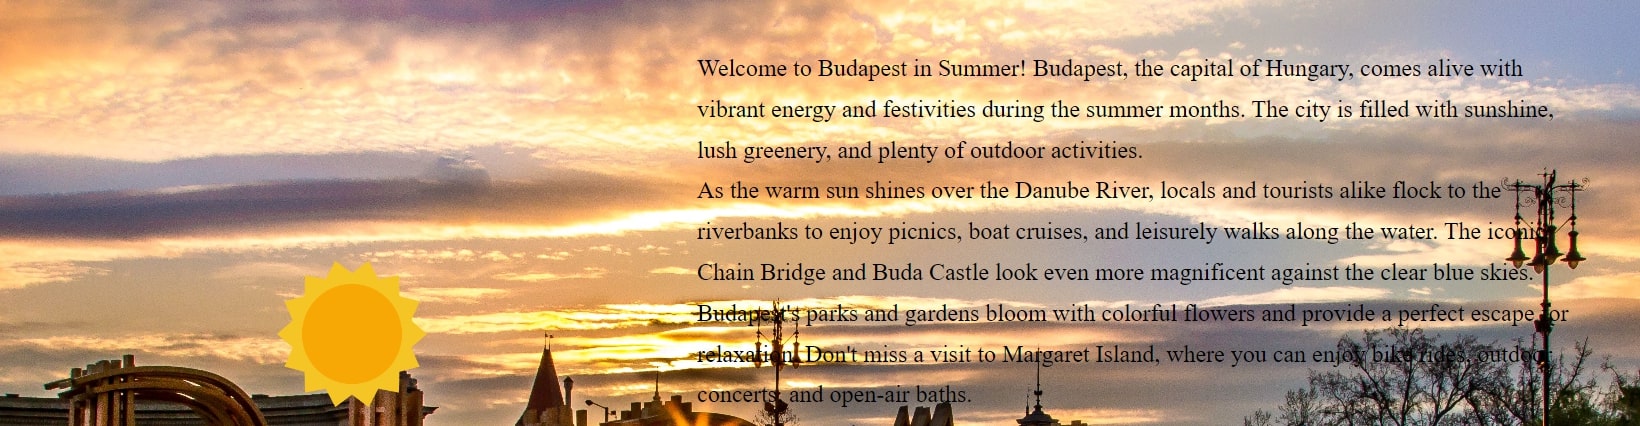 Welcome to Budapest in Summer! Budapest, the capital of Hungary, comes alive with
vibrant energy and festivities during the summer months. The city is filled with sunshine,
lush greenery, and plenty of outdoor activities.
As the warm sun shines over the Danube River, locals and tourists alike flock to the
riverbanks to enjoy picnics, boat cruises, and leisurely walks along the water. The iconic
Chain Bridge and Buda Castle look even more magnificent against the clear blue skies.
Budapest's parks and gardens bloom with colorful flowers and provide a perfect escape for
relaxation. Don't miss a visit to Margaret Island, where you can enjoy bike rides, outdoor
concerts, and open-air baths.